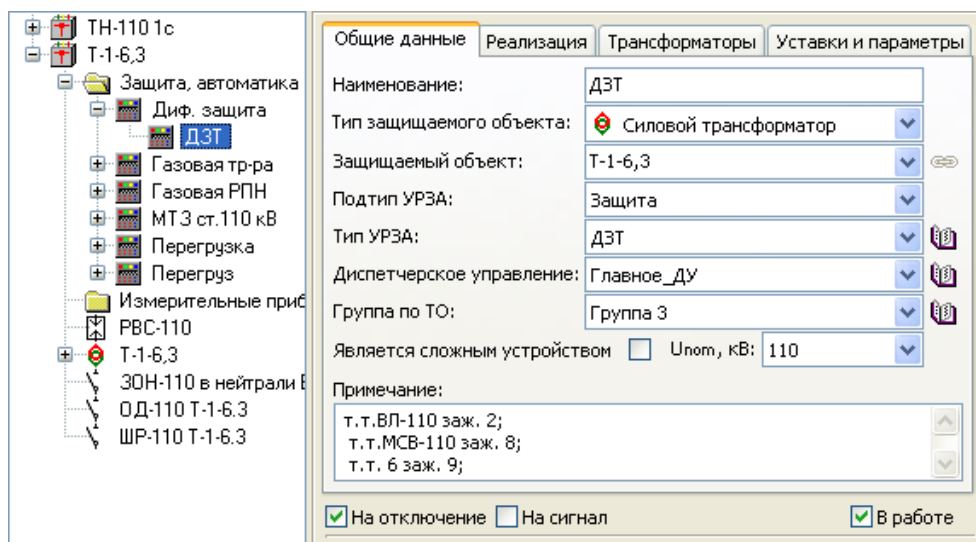 ТН-110 1с
Т-1-6,3
Защита, автоматика
Диф. защита
ДЗТ
Газовая тр-ра
Газовая РПН
МТЗ ст.110 кВ
Перегрузка
Перегруз
Измерительные приб
РВС-110
Т-1-6,3
ЗОН-110 в нейтрали
ОД-110 Т-1-6.3
ШР-110 Т-1-6.3
Общие данные Реализация Трансформаторы Уставки и параметры
Наименование: ДЗТ
Тип защищаемого объекта: Силовой трансформатор
Защищаемый объект: Т-1-6,3
Подтип УРЗА: Защита
Тип УРЗА: ДЗТ
Диспетчерское управление: Главное_ДУ
Группа по ТО: Группа 3
Является сложным устройством Unom, кВ: 110
Примечание:
т.т.ВЛ-110 заж. 2;
т.т.МСВ-110 заж. 8;
т.т. 6 заж. 9;
На отключение На сигнал В работе